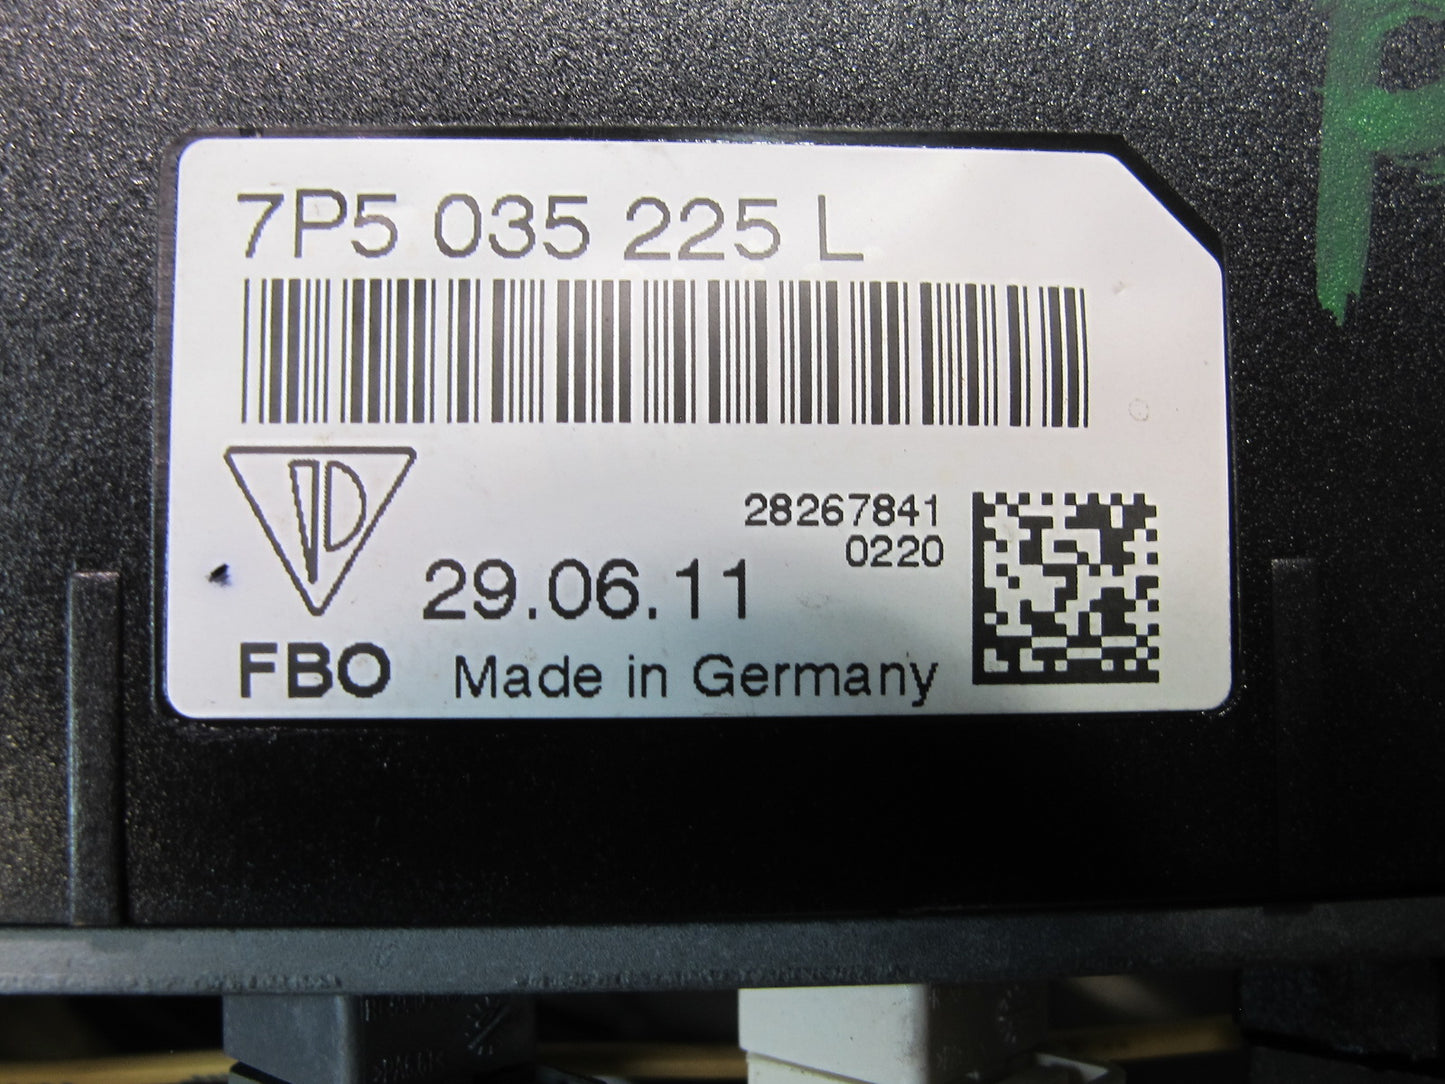 7P5 035 225 L
28267841
0220
29.06.11
FBO Made in Germany